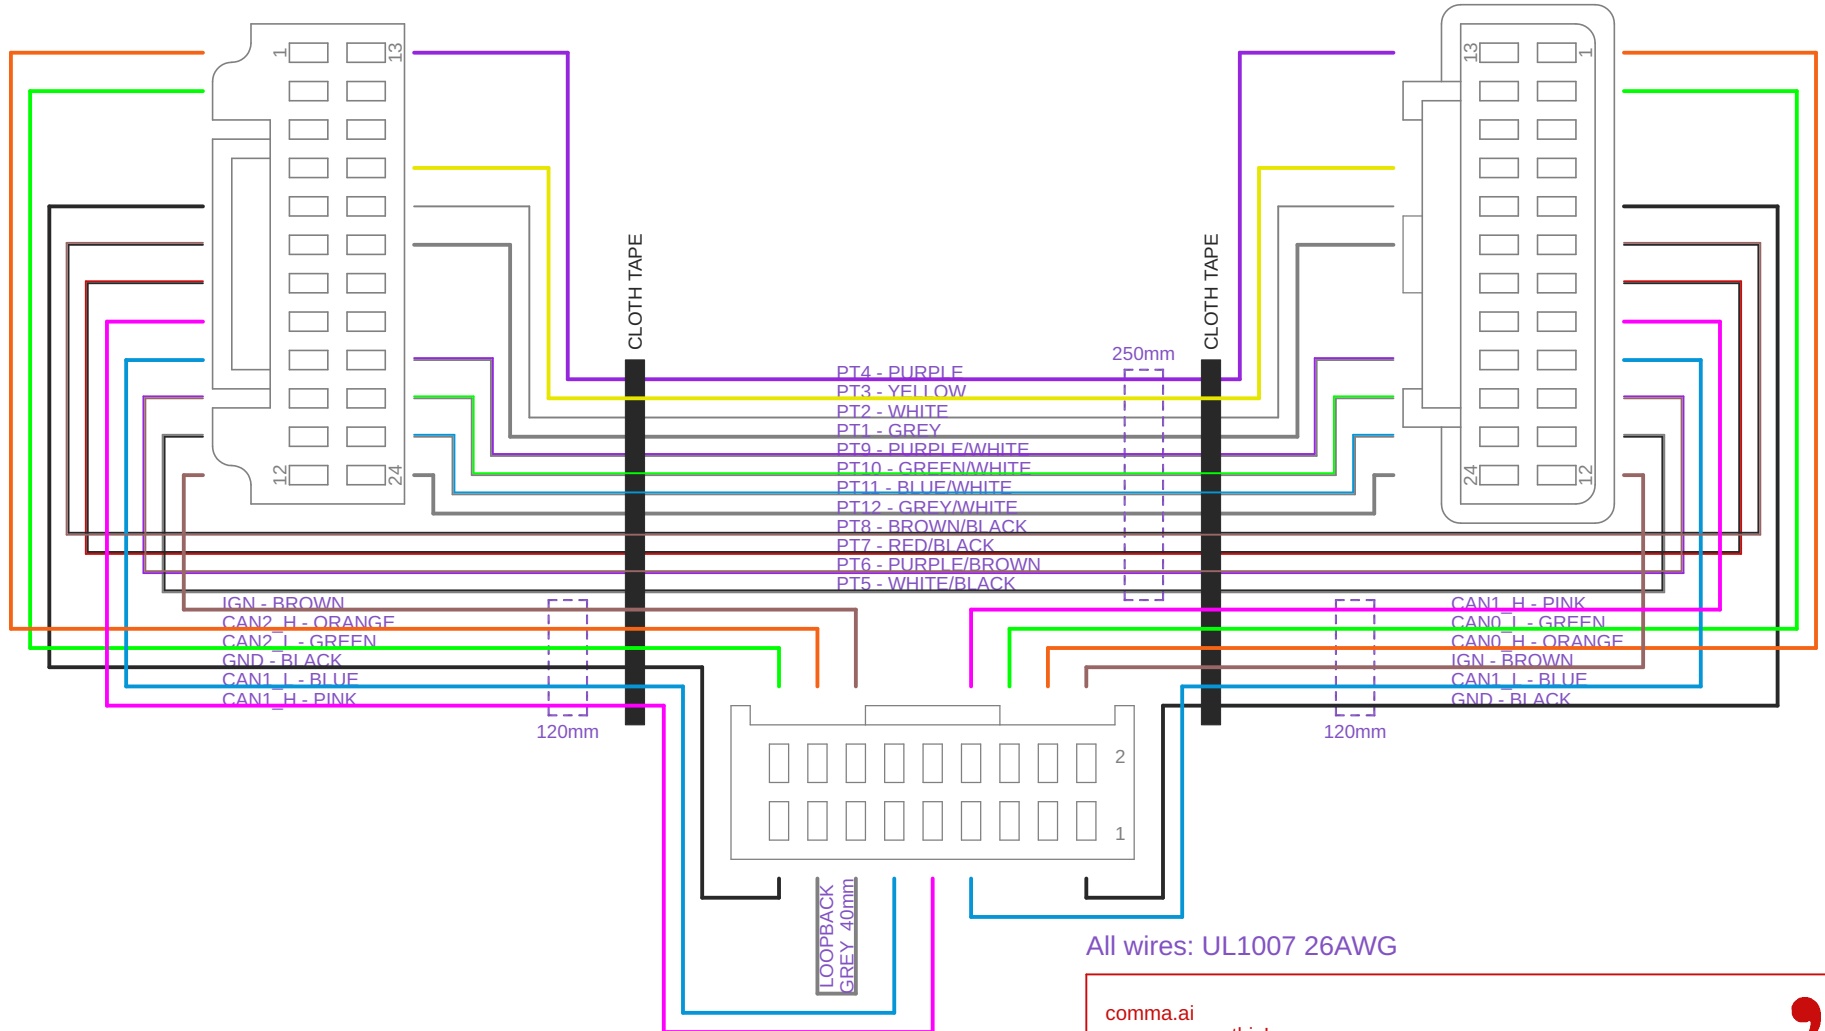 1
13
13
1
CLOTH TAPE
CLOTH TAPE
250mm
PT4 - PURPLE
PT3 - YELLOW
PT2 - WHITE
PT1 - GREY
PT9 - PURPLE/WHITE
PT10 - GREEN/WHITE
PT11 - BLUE/WHITE
PT12 - GREY/WHITE
PT8 - BROWN/BLACK
PT7 - RED/BLACK
PT6 - PURPLE/BROWN
PT5 - WHITE/BLACK
12
24
24
12
IGN - BROWN
CAN2_H - ORANGE
CAN2_L - GREEN
GND - BLACK
CAN1_L - BLUE
CAN1_H - PINK
120mm
CAN1_H - PINK
CAN0_L - GREEN
CAN0_H - ORANGE
IGN - BROWN
CAN1_L - BLUE
GND - BLACK
120mm
2
1
LOOPBACK
GREY 40mm
All wires: UL1007 26AWG
comma.ai